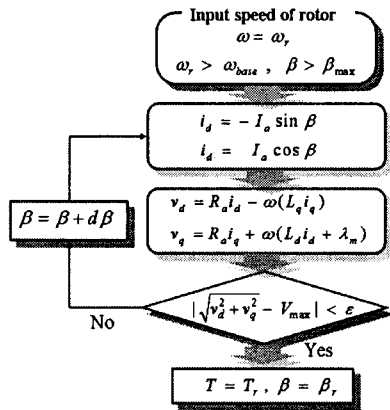 Input speed of rotor
ω = ω_r
ω_r > ω_base , β > β_max
i_d = − I_a sin β
i_d = I_a cos β
β = β + d β
v_d = R_a i_d − ω(L_q i_q)
v_q = R_a i_q + ω(L_d i_d + λ_m)
| √(v_d^2 + v_q^2) − V_max | < ε
No
Yes
T = T_r , β = β_r